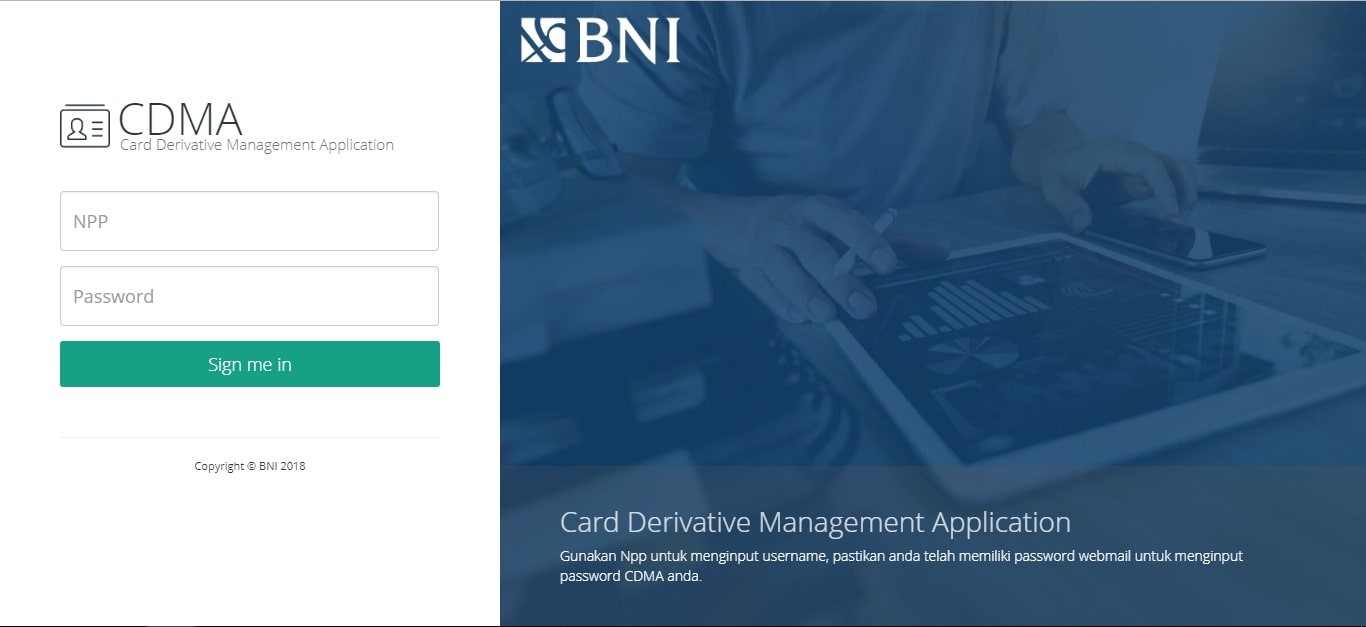 CDMA
Card Derivative Management Application
NPP
Password
Sign me in
Copyright © BNI 2018
BNI
Card Derivative Management Application
Gunakan Npp untuk menginput username, pastikan anda telah memiliki password webmail untuk menginput
password CDMA anda.